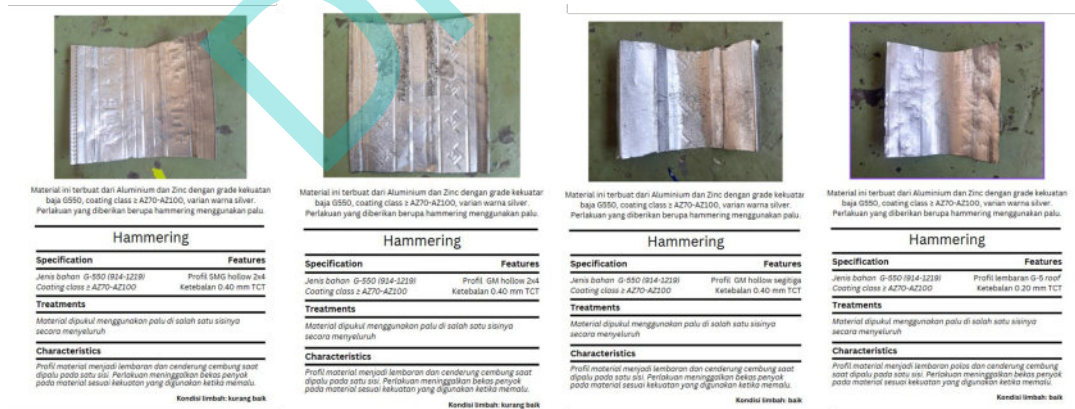 Material ini terbuat dari Aluminium dan Zinc dengan grade kekuatan
baja G550, coating class ≥ AZ70-AZ100, varian warna silver.
Perlakuan yang diberikan berupa hammering menggunakan palu.
Hammering
Specification Features
Jenis bahan G-550 (914-1219) Profil SMG hollow 2x4
Coating class ≥ AZ70-AZ100 Ketebalan 0.40 mm TCT
Treatments
Material dipukul menggunakan palu di salah satu sisinya
secara menyeluruh
Characteristics
Profil material menjadi lembaran dan cenderung cembung saat
dipalu pada satu sisi. Perlakuan meninggalkan bekas penyok
pada material sesuai kekuatan yang digunakan ketika memalu.
Kondisi limbah: kurang baik
Material ini terbuat dari Aluminium dan Zinc dengan grade kekuatan
baja G550, coating class ≥ AZ70-AZ100, varian warna silver.
Perlakuan yang diberikan berupa hammering menggunakan palu.
Hammering
Specification Features
Jenis bahan G-550 (914-1219) Profil GM hollow 2x4
Coating class ≥ AZ70-AZ100 Ketebalan 0.40 mm TCT
Treatments
Material dipukul menggunakan palu di salah satu sisinya
secara menyeluruh
Characteristics
Profil material menjadi lembaran dan cenderung cembung saat
dipalu pada satu sisi. Perlakuan meninggalkan bekas penyok
pada material sesuai kekuatan yang digunakan ketika memalu.
Kondisi limbah: kurang baik
Material ini terbuat dari Aluminium dan Zinc dengan grade kekuatan
baja G550, coating class ≥ AZ70-AZ100, varian warna silver.
Perlakuan yang diberikan berupa hammering menggunakan palu.
Hammering
Specification Features
Jenis bahan G-550 (914-1219) Profil GM hollow segitiga
Coating class ≥ AZ70-AZ100 Ketebalan 0.40 mm TCT
Treatments
Material dipukul menggunakan palu di salah satu sisinya
secara menyeluruh
Characteristics
Profil material menjadi lembaran dan cenderung cembung saat
dipalu pada satu sisi. Perlakuan meninggalkan bekas penyok
pada material sesuai kekuatan yang digunakan ketika memalu.
Kondisi limbah: baik
Material ini terbuat dari Aluminium dan Zinc dengan grade kekuatan
baja G550, coating class ≥ AZ70-AZ100, varian warna silver.
Perlakuan yang diberikan berupa hammering menggunakan palu.
Hammering
Specification Features
Jenis bahan G-550 (914-1219) Profil lembaran G-5 roof
Coating class ≥ AZ70-AZ100 Ketebalan 0.20 mm TCT
Treatments
Material dipukul menggunakan palu di salah satu sisinya
secara menyeluruh
Characteristics
Profil material menjadi lembaran polos dan cenderung cembung
saat dipalu pada satu sisi. Perlakuan meninggalkan bekas penyok
pada material sesuai kekuatan yang digunakan ketika memalu.
Kondisi limbah: baik